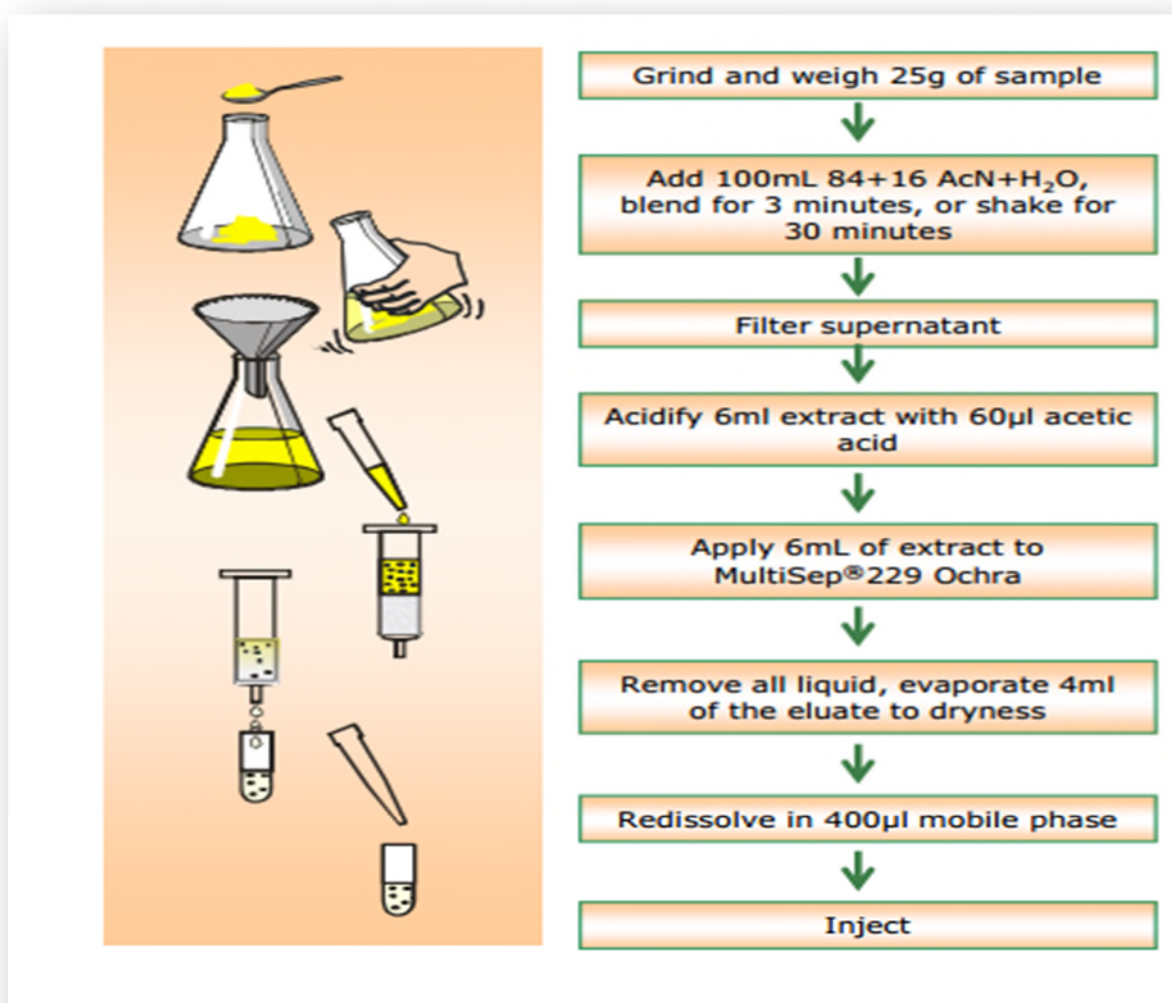 Grind and weigh 25g of sample
Add 100mL 84+16 AcN+H₂O,
blend for 3 minutes, or shake for
30 minutes
Filter supernatant
Acidify 6ml extract with 60µl acetic
acid
Apply 6mL of extract to
MultiSep®229 Ochra
Remove all liquid, evaporate 4ml
of the eluate to dryness
Redissolve in 400µl mobile phase
Inject